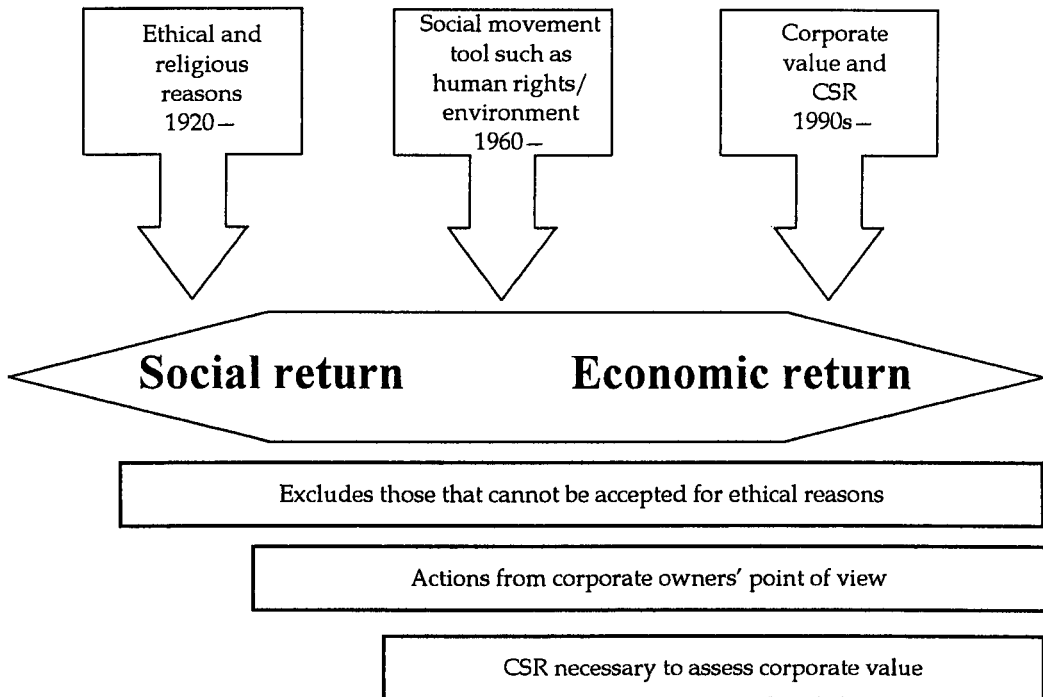 Ethical and
religious
reasons
1920—
Social movement
tool such as
human rights/
environment
1960—
Corporate
value and
CSR
1990s—
Social return
Economic return
Excludes those that cannot be accepted for ethical reasons
Actions from corporate owners' point of view
CSR necessary to assess corporate value